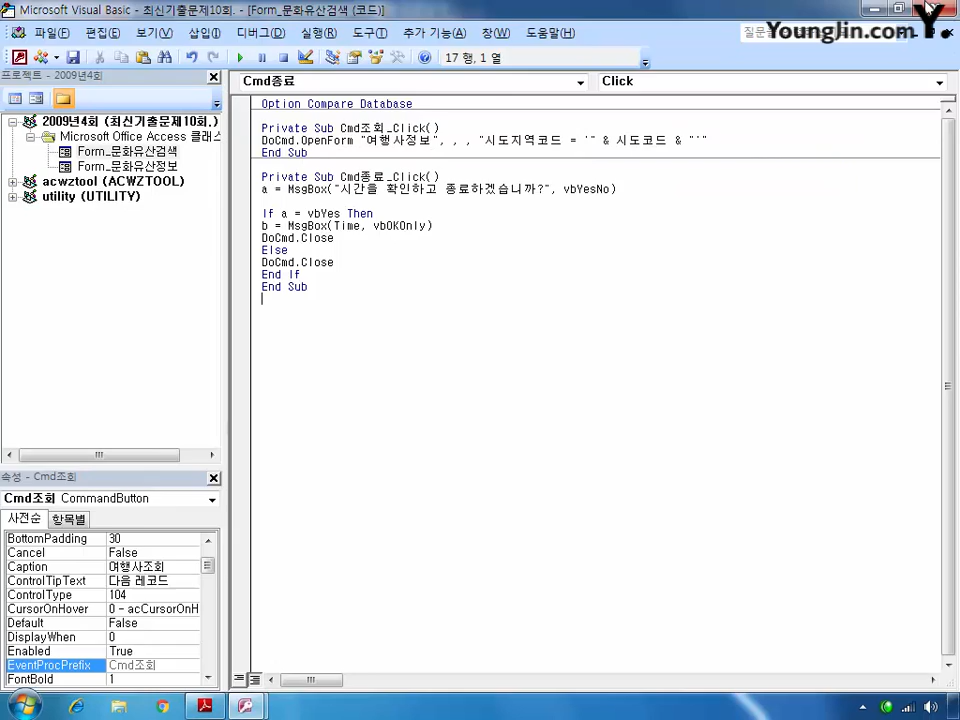 Microsoft Visual Basic - 최신기출문제10회. - [Form_문화유산검색 (코드)]
파일(F) 편집(E) 보기(V) 삽입(I) 디버그(D) 실행(R) 도구(T) 추가 기능(A) 창(W) 도움말(H)
YoungJin.com Y.
17 행, 1 열
프로젝트 - 2009년4회
Cmd종료 Click
2009년4회 (최신기출문제10회.)
Microsoft Office Access 클래스
Form_문화유산검색
Form_문화유산정보
acwztool (ACWZTOOL)
utility (UTILITY)
Option Compare Database
Private Sub Cmd조회_Click()
DoCmd.OpenForm "여행사정보", , , "시도지역코드 = '" & 시도코드 & "'"
End Sub
Private Sub Cmd종료_Click()
a = MsgBox("시간을 확인하고 종료하겠습니까?", vbYesNo)
If a = vbYes Then
b = MsgBox(Time, vbOKOnly)
DoCmd.Close
Else
DoCmd.Close
End If
End Sub
속성 - Cmd조회
Cmd조회 CommandButton
사전순 항목별
BottomPadding 30
Cancel False
Caption 여행사조회
ControlTipText 다음 레코드
ControlType 104
CursorOnHover 0 - acCursorOnH
Default False
DisplayWhen 0
Enabled True
EventProcPrefix Cmd조회
FontBold 1